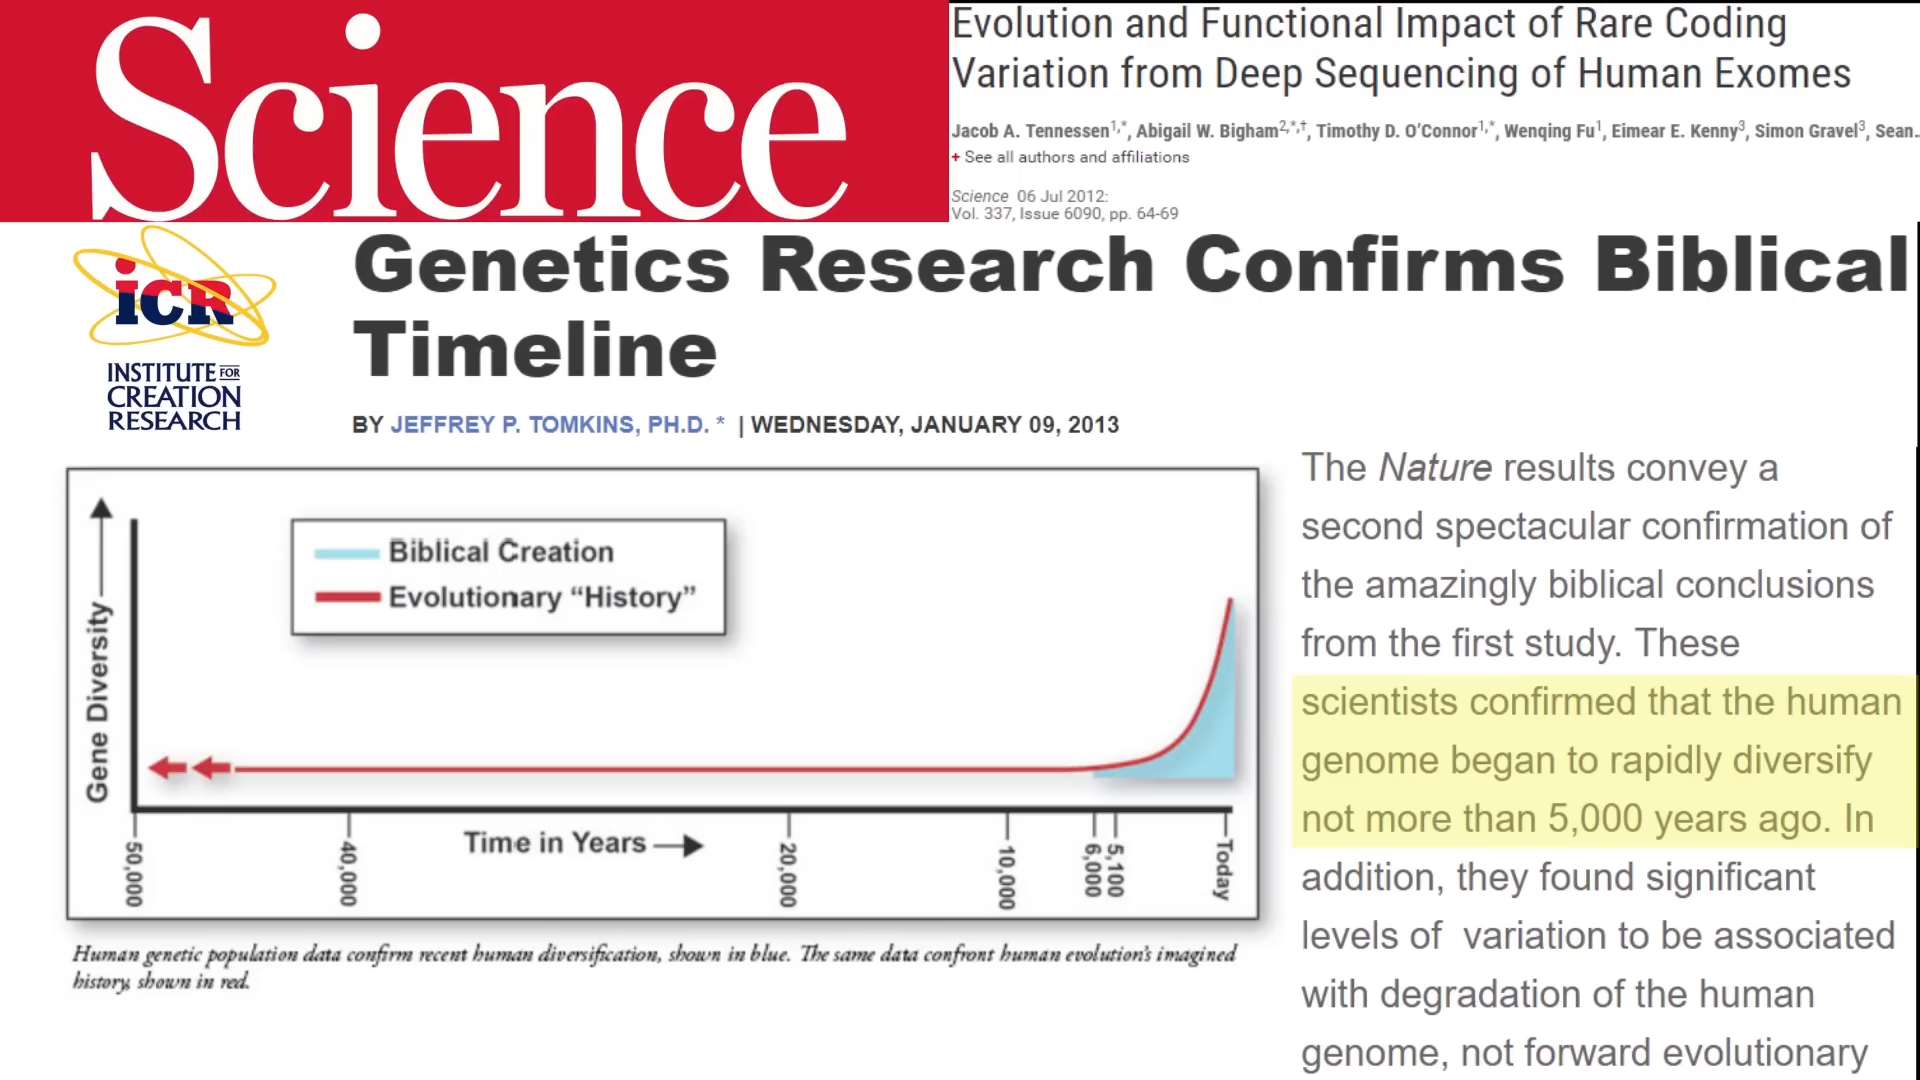 Science
Evolution and Functional Impact of Rare Coding
Variation from Deep Sequencing of Human Exomes
Jacob A. Tennessen1,*, Abigail W. Bigham2,*,†, Timothy D. O'Connor1,*, Wenqing Fu1, Eimear E. Kenny3, Simon Gravel3, Sean...
+ See all authors and affiliations
Science 06 Jul 2012:
Vol. 337, Issue 6090, pp. 64-69
iCR
INSTITUTE FOR
CREATION
RESEARCH
Genetics Research Confirms Biblical
Timeline
BY JEFFREY P. TOMKINS, PH.D. * | WEDNESDAY, JANUARY 09, 2013
Gene Diversity
Biblical Creation
Evolutionary “History”
Time in Years
50,000
40,000
20,000
10,000
6,000
5,100
Today
Human genetic population data confirm recent human diversification, shown in blue. The same data confront human evolution's imagined
history, shown in red.
The Nature results convey a
second spectacular confirmation of
the amazingly biblical conclusions
from the first study. These
scientists confirmed that the human
genome began to rapidly diversify
not more than 5,000 years ago. In
addition, they found significant
levels of variation to be associated
with degradation of the human
genome, not forward evolutionary